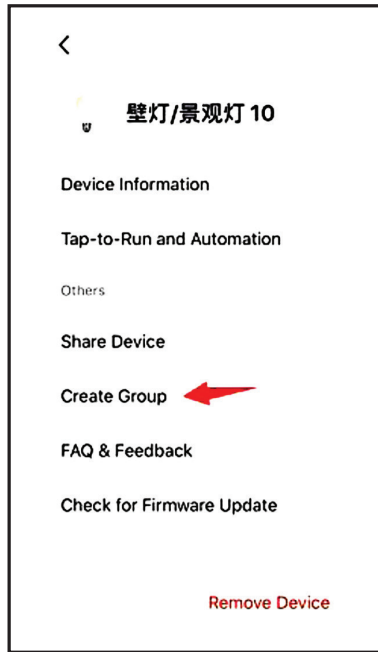 壁灯/景观灯 10
Device Information
Tap-to-Run and Automation
Others
Share Device
Create Group
FAQ & Feedback
Check for Firmware Update
Remove Device